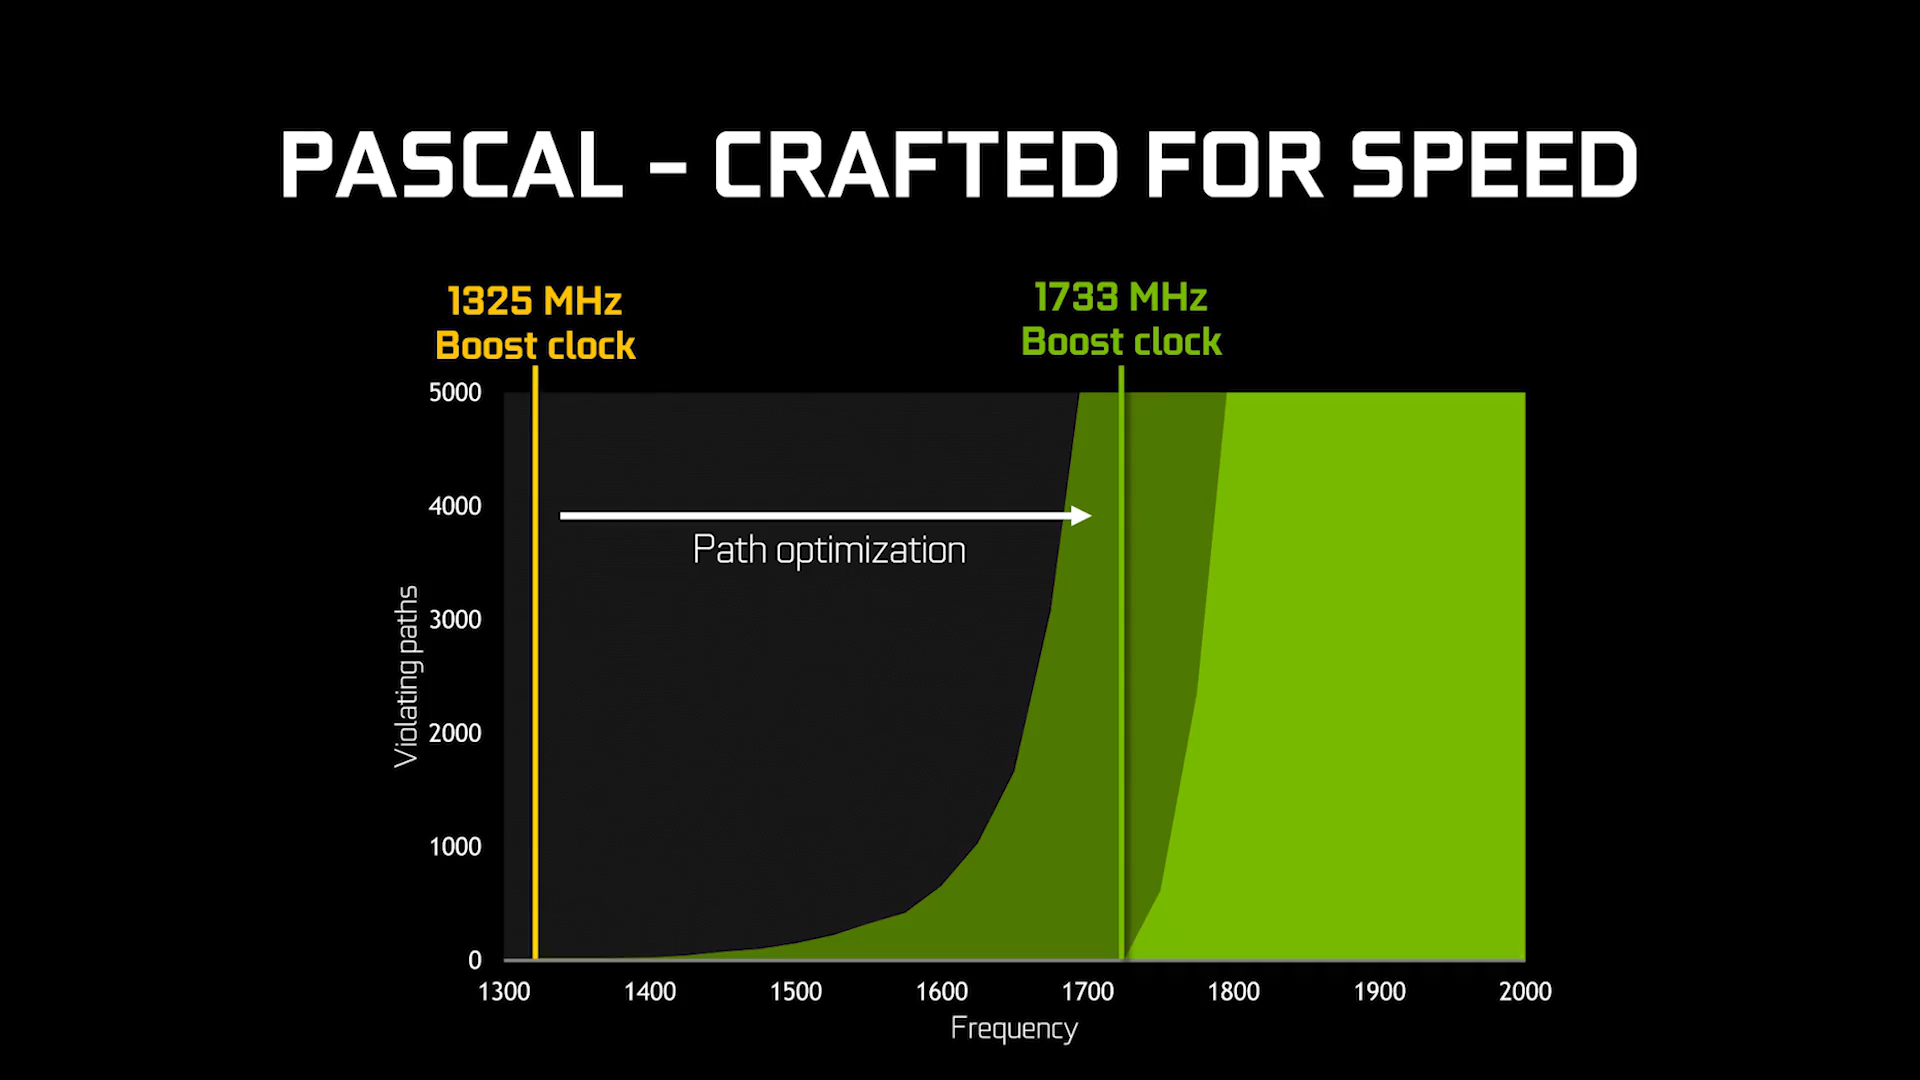 PASCAL – CRAFTED FOR SPEED
1325 MHz
Boost clock
1733 MHz
Boost clock
5000
4000
3000
2000
1000
0
Violating paths
Path optimization
1300 1400 1500 1600 1700 1800 1900 2000
Frequency